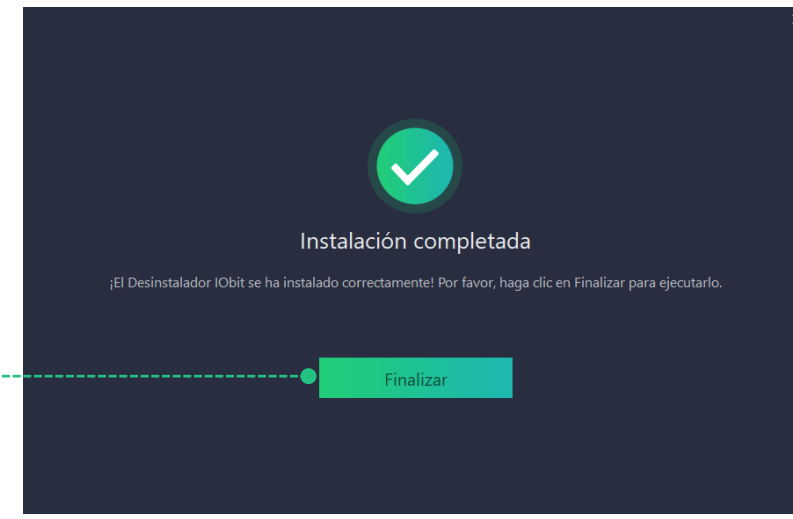 Instalación completada
¡El Desinstalador IObit se ha instalado correctamente! Por favor, haga clic en Finalizar para ejecutarlo.
Finalizar